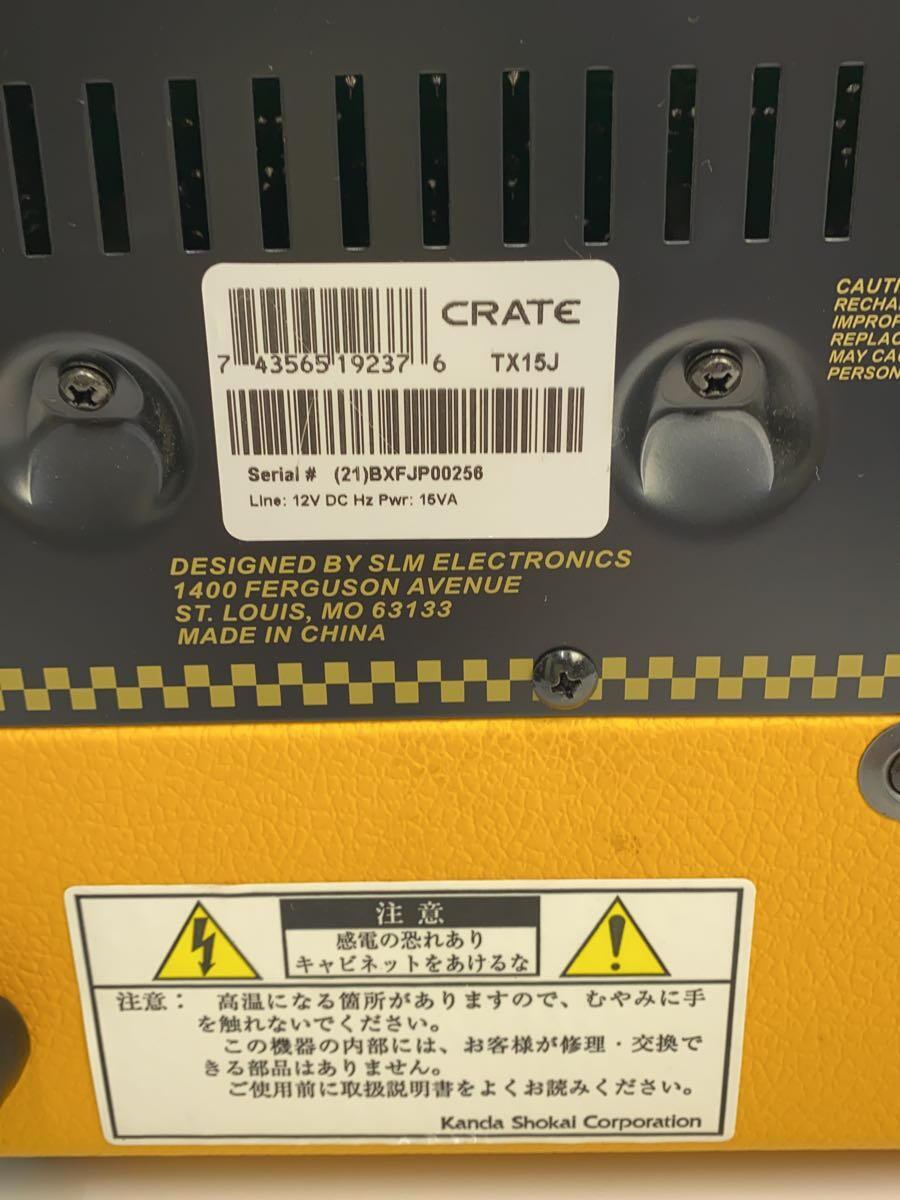 CRATE
7 43565 19237 6
TX15J
Serial # (21)BXFJP00256
Line: 12V DC Hz Pwr: 15VA
RECHA
IMPROP
REPLAC
MAY CAU
PERSON
DESIGNED BY SLM ELECTRONICS
1400 FERGUSON AVENUE
ST. LOUIS, MO 63133
MADE IN CHINA
注意
感電の恐れあり
キャビネットをあけるな
注意： 高温になる箇所がありますので、むやみに手
を触れないでください。
この機器の内部には、お客様が修理・交換で
きる部品はありません。
ご使用前に取扱説明書をよくお読みください。
Kanda Shokai Corporation